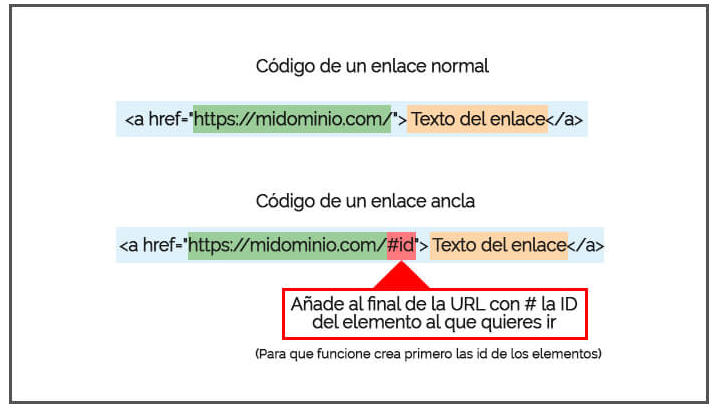 Código de un enlace normal
<a href="https://midominio.com/"> Texto del enlace</a>
Código de un enlace ancla
<a href="https://midominio.com/#id"> Texto del enlace</a>
Añade al final de la URL con # la ID
del elemento al que quieres ir
(Para que funcione crea primero las id de los elementos)